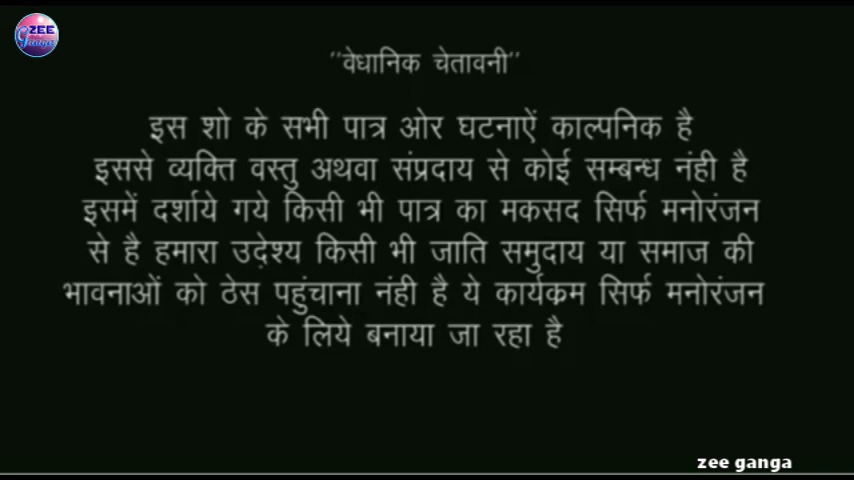 ZEE
Ganga
"वेधानिक चेतावनी"
इस शो के सभी पात्र ओर घटनाऐं काल्पनिक है
इससे व्यक्ति वस्तु अथवा संप्रदाय से कोई सम्बन्ध नंही है
इसमें दर्शाये गये किसी भी पात्र का मकसद सिर्फ मनोरंजन
से है हमारा उदे्श्य किसी भी जाति समुदाय या समाज की
भावनाओं को ठेस पहुंचाना नंही है ये कार्यक्रम सिर्फ मनोरंजन
के लिये बनाया जा रहा है
zee ganga